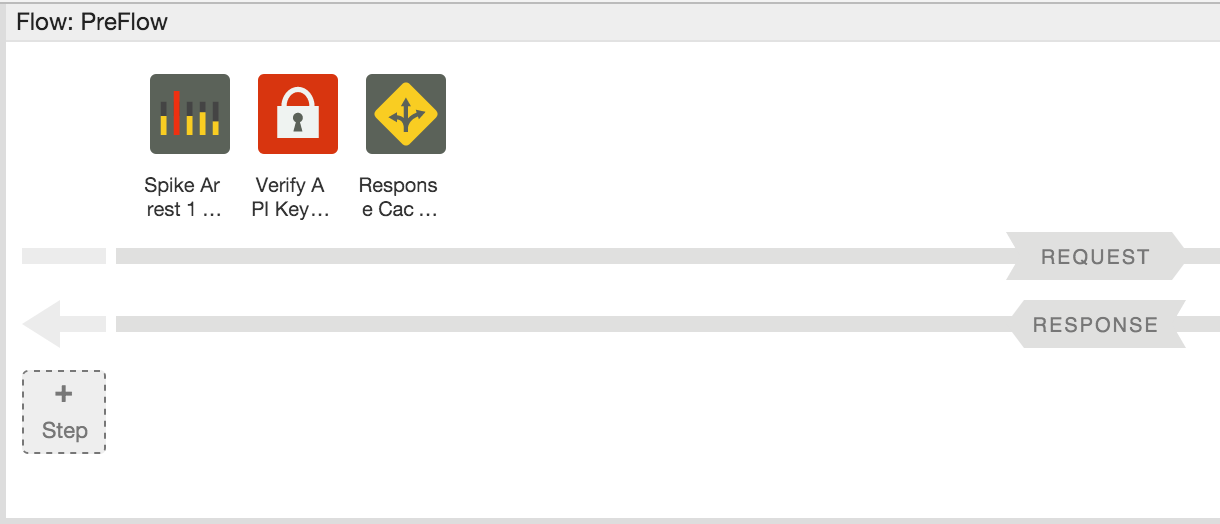 Flow: PreFlow
Spike Ar
rest 1 ...
Verify A
PI Key...
Respons
e Cac ...
REQUEST
RESPONSE
+
Step